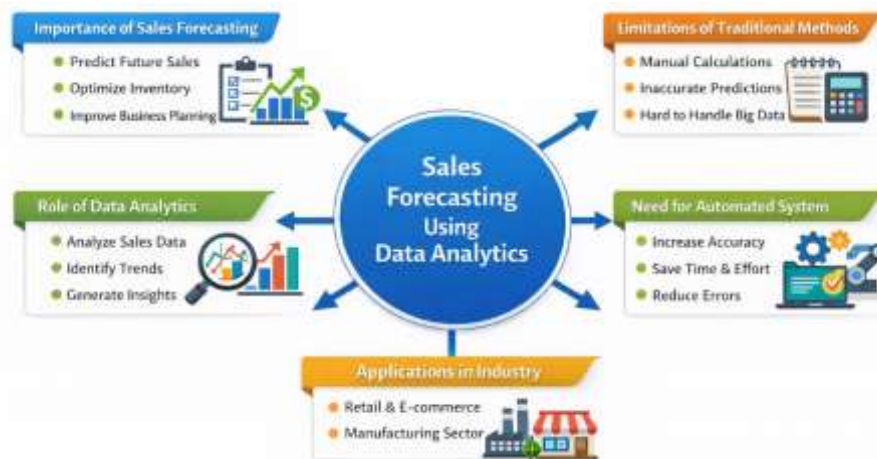 Importance of Sales Forecasting
Predict Future Sales
Optimize Inventory
Improve Business Planning
Limitations of Traditional Methods
Manual Calculations
Inaccurate Predictions
Hard to Handle Big Data
Sales
Forecasting
Using
Data Analytics
Role of Data Analytics
Analyze Sales Data
Identify Trends
Generate Insights
Need for Automated System
Increase Accuracy
Save Time & Effort
Reduce Errors
Applications in Industry
Retail & E-commerce
Manufacturing Sector